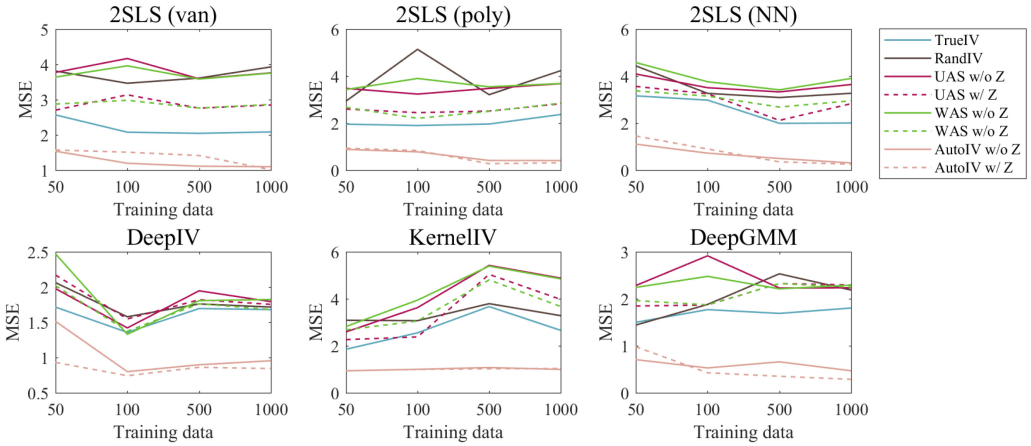 2SLS (van)
MSE
5
4
3
2
1
50 100 500 1000
Training data
2SLS (poly)
MSE
6
4
2
0
50 100 500 1000
Training data
2SLS (NN)
MSE
6
4
2
0
50 100 500 1000
Training data
TrueIV
RandIV
UAS w/o Z
UAS w/ Z
WAS w/o Z
WAS w/o Z
AutoIV w/o Z
AutoIV w/ Z
DeepIV
MSE
2.5
2
1.5
1
0.5
50 100 500 1000
Training data
KernelIV
MSE
6
4
2
0
50 100 500 1000
Training data
DeepGMM
MSE
3
2
1
0
50 100 500 1000
Training data